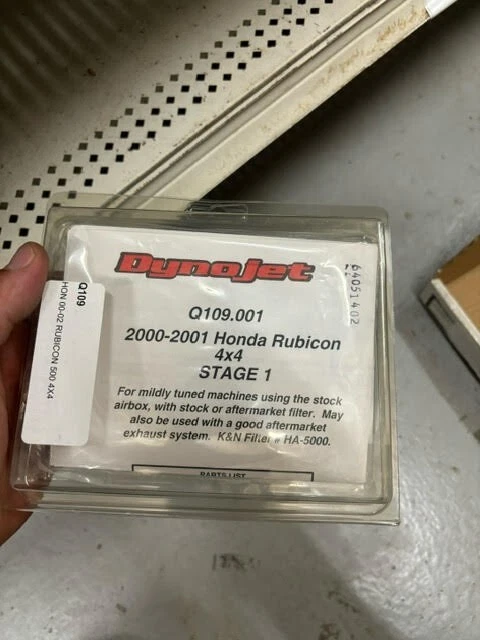 Dynojet
Q109.001
2000-2001 Honda Rubicon
4x4
STAGE 1
For mildly tuned machines using the stock
airbox, with stock or aftermarket filter. May
also be used with a good aftermarket
exhaust system. K&N Filter # HA-5000.
PARTS LIST
64051402
Q109
HON 00-02 RUBICON 500 4X4